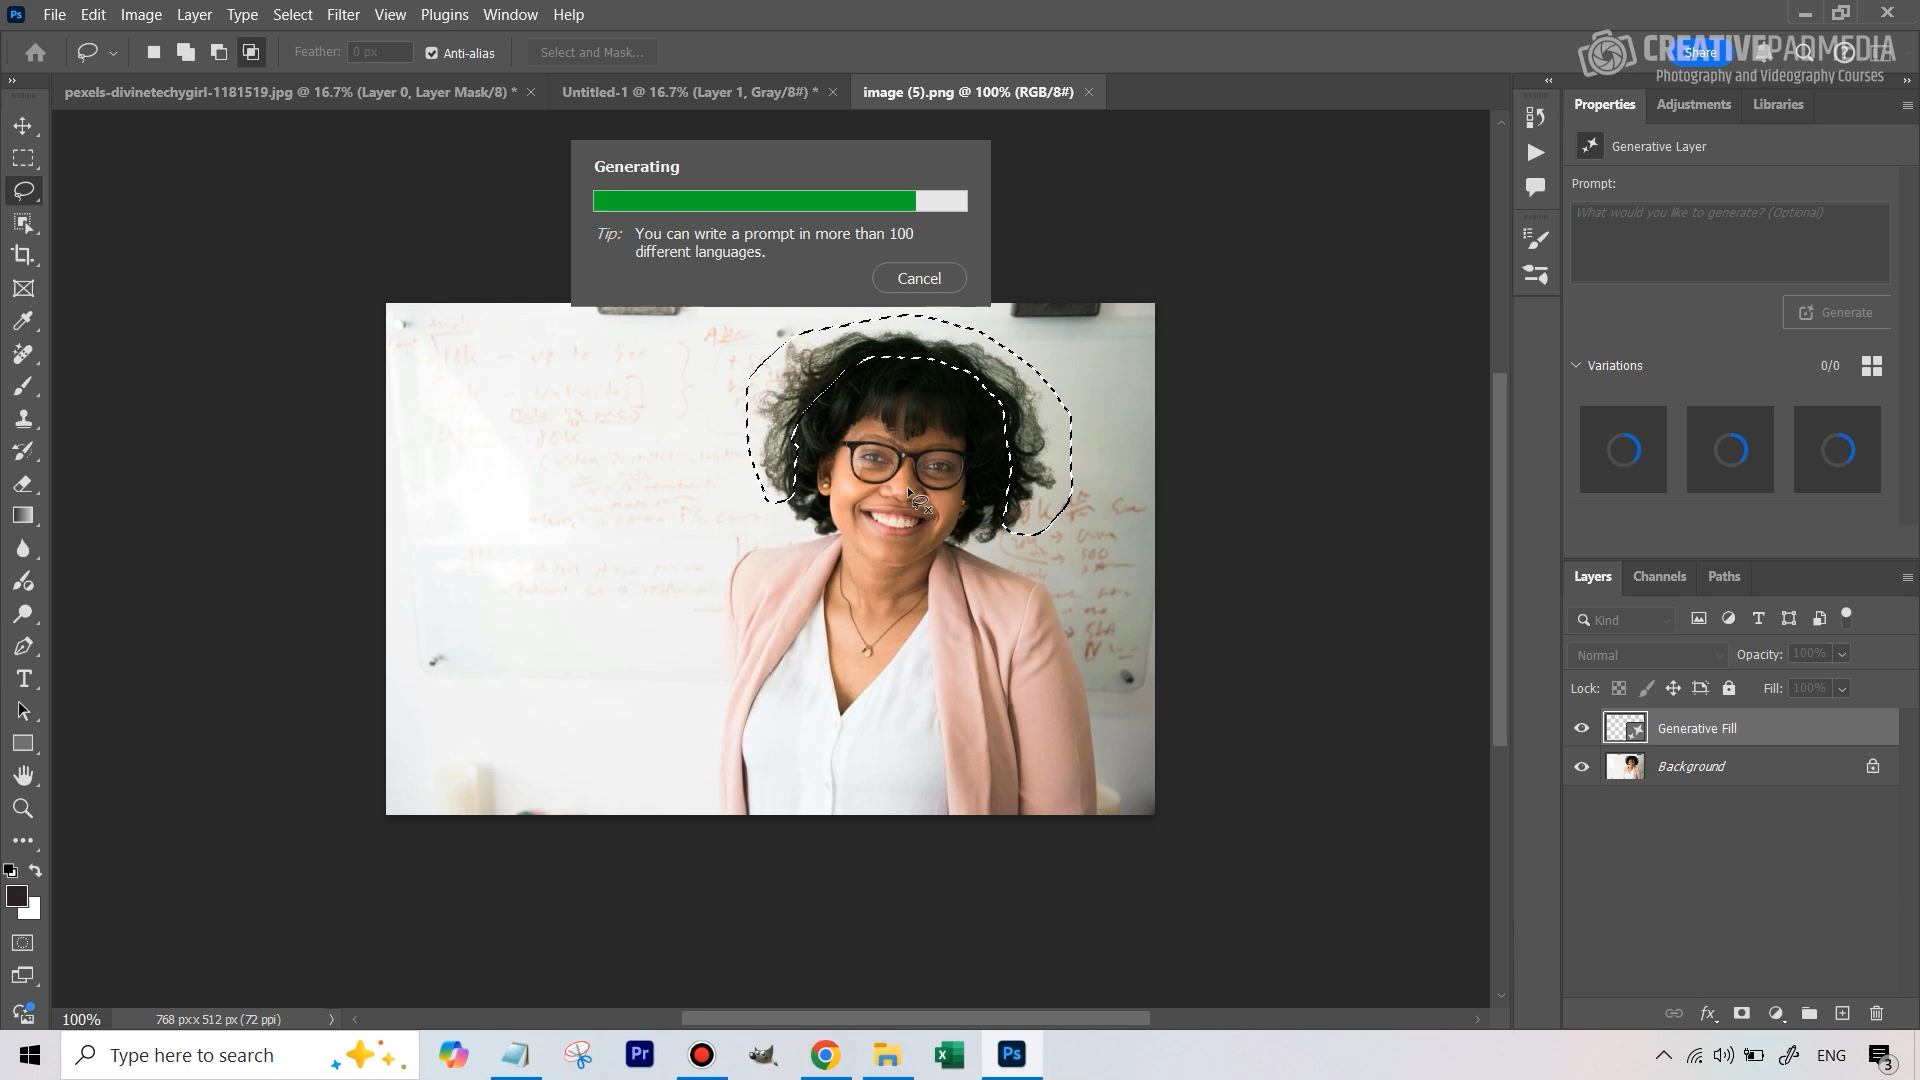 File Edit Image Layer Type Select Filter View Plugins Window Help
Feather: 0 px Anti-alias Select and Mask... Share
CREATIVEPADMEDIA
Photography and Videography Courses
pexels-divinetechygirl-1181519.jpg @ 16.7% (Layer 0, Layer Mask/8) *
Untitled-1 @ 16.7% (Layer 1, Gray/8#) *
image (5).png @ 100% (RGB/8#)
Properties Adjustments Libraries
Generative Layer
Prompt:
What would you like to generate? (Optional)
Generate
Variations 0/0
Generating
Tip: You can write a prompt in more than 100
different languages.
Cancel
Layers Channels Paths
Kind
Normal Opacity: 100%
Lock: Fill: 100%
Generative Fill
Background
100% 768 px x 512 px (72 ppi)
Type here to search
Pr
Ps
ENG
3